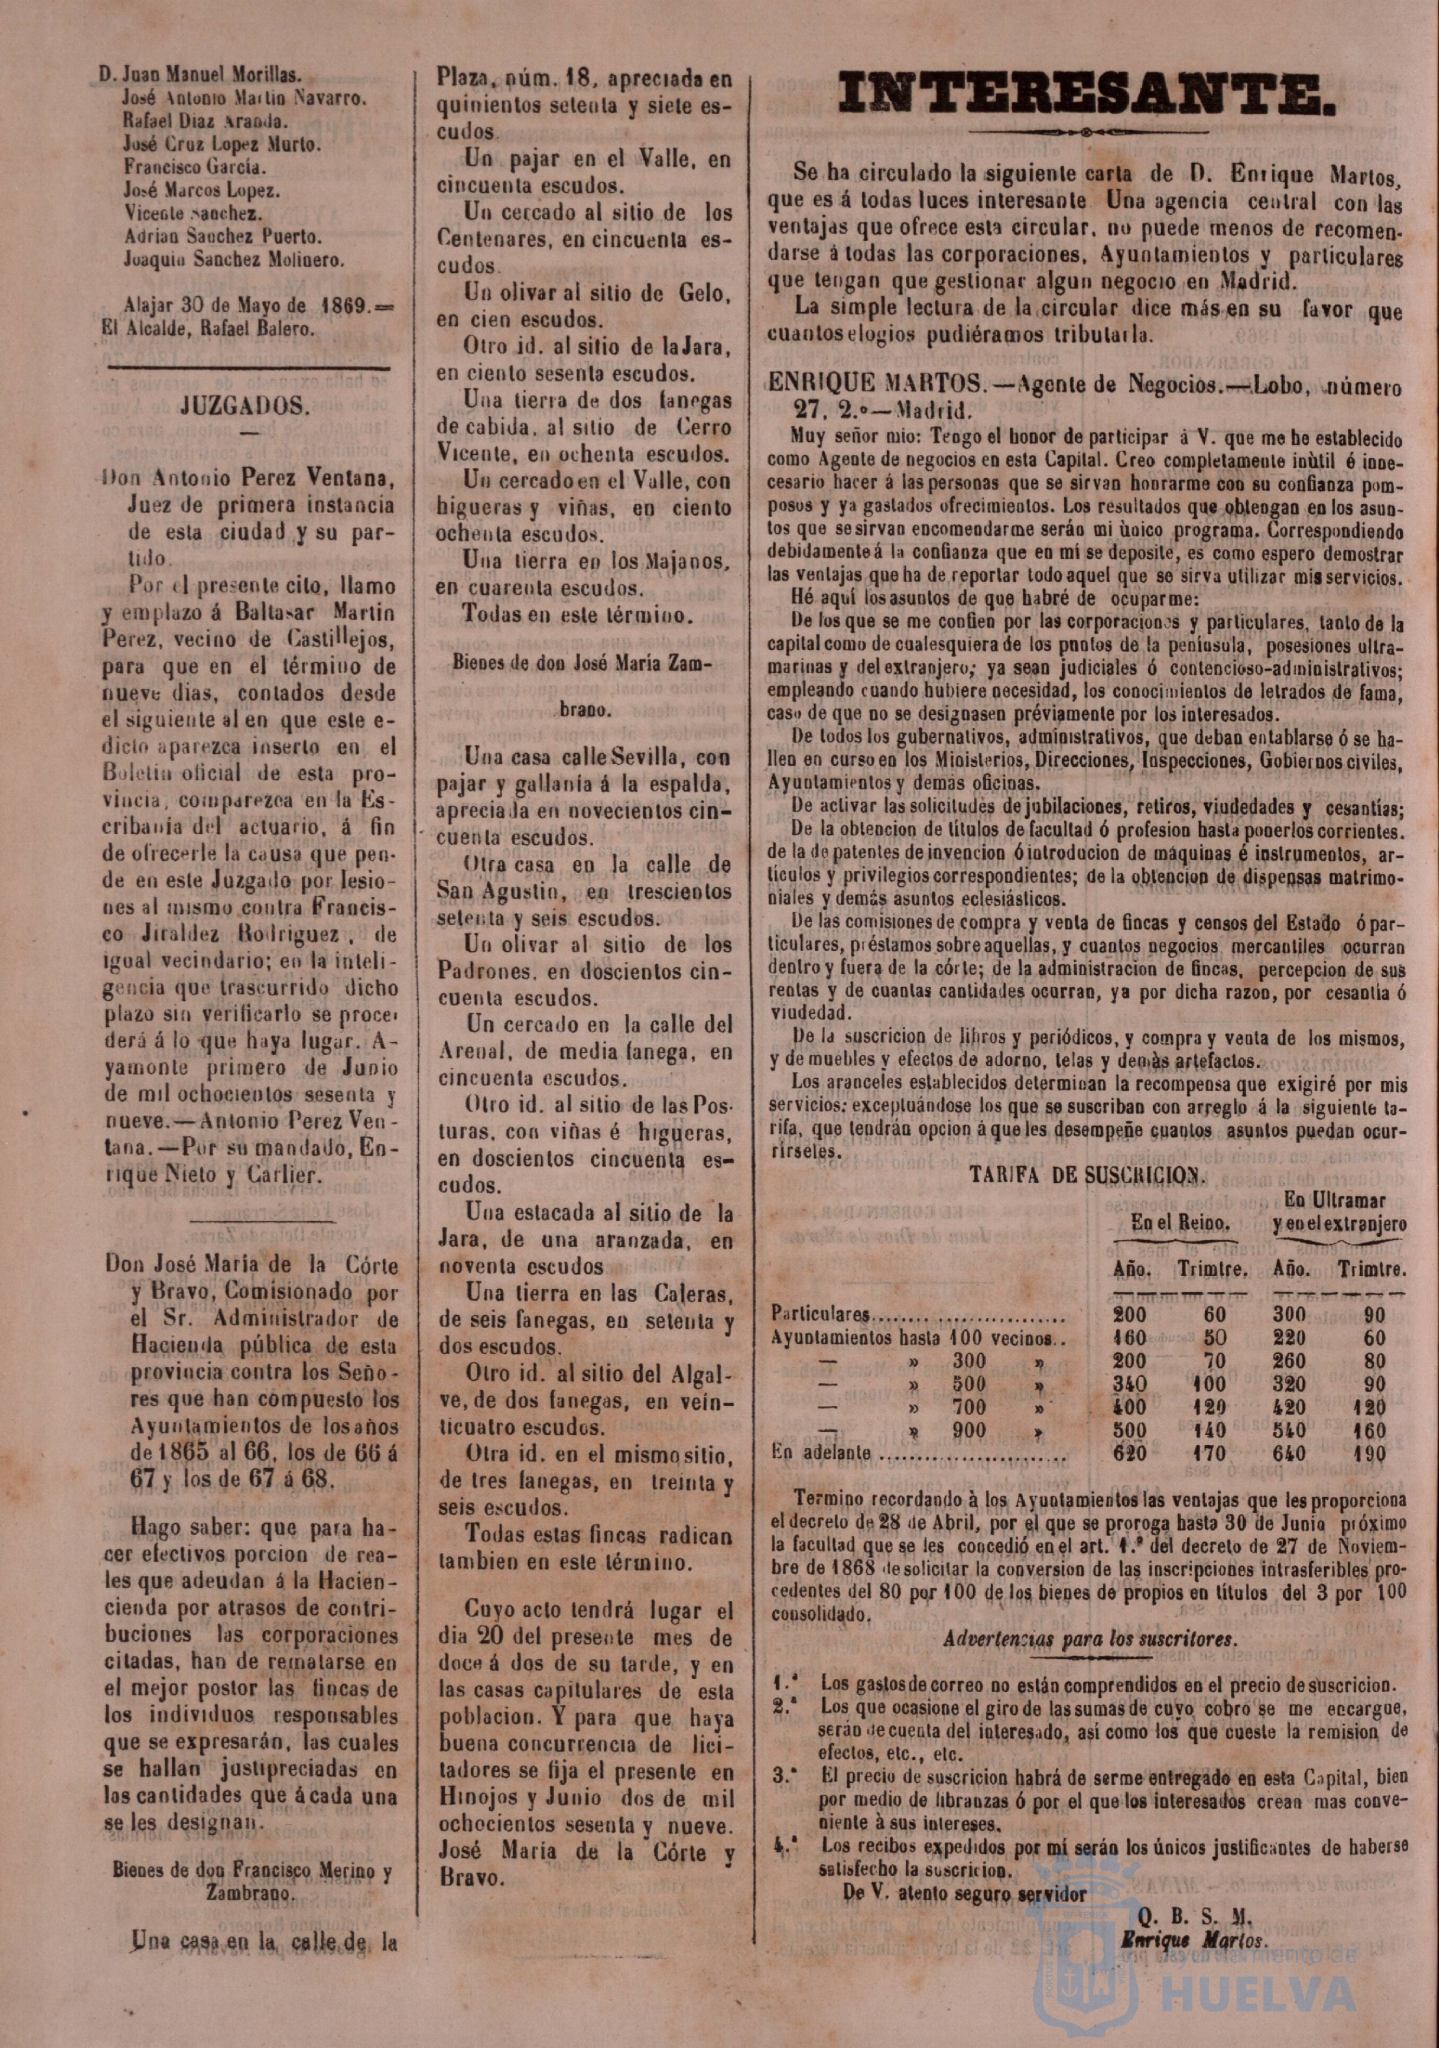 D. Juan Manuel Morillas.
José Antonio Martin Navarro.
Rafael Diaz Aranda.
José Cruz Lopez Murto.
Francisco García.
José Marcos Lopez.
Vicente Sanchez.
Adrian Sanchez Puerto.
Joaquin Sanchez Molinero.
Alajar 30 de Mayo de 1869.=
El Alcalde, Rafael Balero.
JUZGADOS.
Don Antonio Perez Ventana,
Juez de primera instancia
de esta ciudad y su par-
tido.
Por el presente cito, llamo
y emplazo á Baltasar Martin
Perez, vecino de Castillejos,
para que en el término de
nueve dias, contados desde
el siguiente al en que este e-
dicto aparezca inserto en el
Boletin oficial de esta pro-
vincia, comparezca en la Es-
cribanía del actuario, á fin
de ofrecerle la causa que pen-
de en este Juzgado por lesio-
nes al mismo contra Francis-
co Jiraldez Rodriguez, de
igual vecindario; en la inteli-
gencia que trascurrido dicho
plazo sin verificarlo se proce-
derá á lo que haya lugar. A-
yamonte primero de Junio
de mil ochocientos sesenta y
nueve.—Antonio Perez Ven-
tana.—Por su mandado, En-
rique Nieto y Carlier.
Don José María de la Córte
y Bravo, Comisionado por
el Sr. Administrador de
Hacienda pública de esta
provincia contra los Seño-
res que han compuesto los
Ayuntamientos de los años
de 1865 al 66, los de 66 á
67 y los de 67 á 68.
Hago saber: que para ha-
cer efectivos porcion de rea-
les que adeudan á la Hacien-
cienda por atrasos de contri-
buciones las corporaciones
citadas, han de rematarse en
el mejor postor las fincas de
los individuos responsables
que se expresarán, las cuales
se hallan justipreciadas en
las cantidades que á cada una
se les designan.
Bienes de don Francisco Merino y
Zambrano.
Una casa en la calle de la
Plaza, núm. 18, apreciada en
quinientos setenta y siete es-
cudos.
Un pajar en el Valle, en
cincuenta escudos.
Un cercado al sitio de los
Centenares, en cincuenta es-
cudos.
Un olivar al sitio de Gelo,
en cien escudos.
Otro id. al sitio de la Jara,
en ciento sesenta escudos.
Una tierra de dos fanegas
de cabida, al sitio de Cerro
Vicente, en ochenta escudos.
Un cercado en el Valle, con
higueras y viñas, en ciento
ochenta escudos.
Una tierra en los Majanos,
en cuarenta escudos.
Todas en este término.
Bienes de don José María Zam-
brano.
Una casa calle Sevilla, con
pajar y gallanía á la espalda,
apreciada en novecientos cin-
cuenta escudos.
Otra casa en la calle de
San Agustin, en trescientos
setenta y seis escudos.
Un olivar al sitio de los
Padrones, en doscientos cin-
cuenta escudos.
Un cercado en la calle del
Arenal, de media fanega, en
cincuenta escudos.
Otro id. al sitio de las Pos-
turas, con viñas é higueras,
en doscientos cincuenta es-
cudos.
Una estacada al sitio de la
Jara, de una aranzada, en
noventa escudos
Una tierra en las Caleras,
de seis fanegas, en setenta y
dos escudos.
Otro id. al sitio del Algal-
ve, de dos fanegas, en vein-
ticuatro escudos.
Otra id. en el mismo sitio,
de tres fanegas, en treinta y
seis escudos.
Todas estas fincas radican
tambien en este término.
Cuyo acto tendrá lugar el
dia 20 del presente mes de
doce á dos de su tarde, y en
las casas capitulares de esta
poblacion. Y para que haya
buena concurrencia de lici-
tadores se fija el presente en
Hinojos y Junio dos de mil
ochocientos sesenta y nueve.
José María de la Córte y
Bravo.
INTERESANTE.
Se ha circulado la siguiente carta de D. Enrique Martos,
que es á todas luces interesante Una agencia central con las
ventajas que ofrece esta circular, no puede menos de recomen-
darse á todas las corporaciones, Ayuntamientos y particulares
que tengan que gestionar algun negocio en Madrid.
La simple lectura de la circular dice más en su favor que
cuantos elogios pudiéramos tributarla.
ENRIQUE MARTOS.—Agente de Negocios.—Lobo, número
27, 2.º—Madrid.
Muy señor mio: Tengo el honor de participar á V. que me he establecido
como Agente de negocios en esta Capital. Creo completamente inùtil é inne-
cesario hacer á las personas que se sirvan honrarme con su confianza pom-
posos y ya gastados ofrecimientos. Los resultados que obtengan en los asun-
tos que se sirvan encomendarme serán mi ùnico programa. Correspondiendo
debidamente á la confianza que en mí se deposite, es como espero demostrar
las ventajas que ha de reportar todo aquel que se sirva utilizar mis servicios.
Hé aquí los asuntos de que habré de ocuparme:
De los que se me confien por las corporaciones y particulares, tanto de la
capital como de cualesquiera de los puntos de la península, posesiones ultra-
marinas y del extranjero; ya sean judiciales ó contencioso-administrativos;
empleando cuando hubiere necesidad, los conocimientos de letrados de fama,
caso de que no se designasen préviamente por los interesados.
De todos los gubernativos, administrativos, que deban entablarse ó se ha-
llen en curso en los Ministerios, Direcciones, Inspecciones, Gobiernos civiles,
Ayuntamientos y demás oficinas.
De activar las solicitudes de jubilaciones, retiros, viudedades y cesantías;
De la obtencion de títulos de facultad ó profesion hasta ponerlos corrientes.
de la de patentes de invencion ó introducion de máquinas é instrumentos, ar-
tículos y privilegios correspondientes; de la obtencion de dispensas matrimo-
niales y demás asuntos eclesiásticos.
De las comisiones de compra y venta de fincas y censos del Estado ó par-
ticulares, préstamos sobre aquellas, y cuantos negocios mercantiles ocurran
dentro y fuera de la córte; de la administracion de fincas, percepcion de sus
rentas y de cuantas cantidades ocurran, ya por dicha razon, por cesantía ó
viudedad.
De la suscricion de libros y periódicos, y compra y venta de los mismos,
y de muebles y efectos de adorno, telas y demàs artefactos.
Los aranceles establecidos determinan la recompensa que exigiré por mis
servicios; exceptuándose los que se suscriban con arreglo á la siguiente ta-
rifa, que tendrán opcion á que les desempeñe cuantos asuntos puedan ocur-
rírseles.
TARIFA DE SUSCRICION.
En el Reino. En Ultramar y en el extranjero
Año. Trimtre. Año. Trimtre.
Particulares............................ 200 60 300 90
Ayuntamientos hasta 100 vecinos.. 160 50 220 60
— » 300 » 200 70 260 80
— » 500 » 340 100 320 90
— » 700 » 400 120 420 120
— » 900 » 500 140 540 160
En adelante........................ 620 170 640 190
Termino recordando à los Ayuntamientos las ventajas que les proporciona
el decreto de 28 de Abril, por el que se proroga hasta 30 de Junio próximo
la facultad que se les concedió en el art. 1.º del decreto de 27 de Noviem-
bre de 1868 de solicitar la conversion de las inscripciones intrasferibles pro-
cedentes del 80 por 100 de los bienes de propios en títulos del 3 por 100
consolidado.
Advertencias para los suscritores.
1.ª Los gastos de correo no están comprendidos en el precio de suscricion.
2.ª Los que ocasione el giro de las sumas de cuyo cobro se me encargue,
serán de cuenta del interesado, así como los que cueste la remision de
efectos, etc., etc.
3.ª El precio de suscricion habrá de serme entregado en esta Capital, bien
por medio de libranzas ó por el que los interesados crean mas conve-
niente à sus intereses.
4.ª Los recibos expedidos por mí serán los únicos justificantes de haberse
satisfecho la suscricion.
De V. atento seguro servidor
Q. B. S. M.
Enrique Martos.
HUELVA